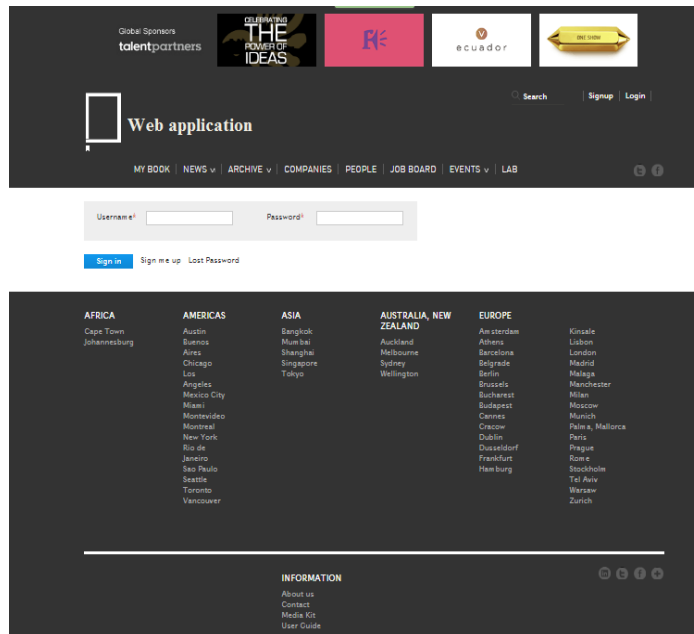 Global Sponsors
talentpartners
CELEBRATING
THE
POWER OF
IDEAS
ecuador
ONE SHOW
Search
Signup
Login
Web application
MY BOOK
NEWS v
ARCHIVE v
COMPANIES
PEOPLE
JOB BOARD
EVENTS v
LAB
Username*
Password*
Sign in
Sign me up
Lost Password
AFRICA
Cape Town
Johannesburg
AMERICAS
Austin
Buenos
Aires
Chicago
Los
Angeles
Mexico City
Miami
Montevideo
Montreal
New York
Rio de
Janeiro
Sao Paulo
Seattle
Toronto
Vancouver
ASIA
Bangkok
Mumbai
Shanghai
Singapore
Tokyo
AUSTRALIA, NEW
ZEALAND
Auckland
Melbourne
Sydney
Wellington
EUROPE
Amsterdam
Athens
Barcelona
Belgrade
Berlin
Brussels
Bucharest
Budapest
Cannes
Cracow
Dublin
Dusseldorf
Frankfurt
Hamburg
Kinsale
Lisbon
London
Madrid
Malaga
Manchester
Milan
Moscow
Munich
Palma, Mallorca
Paris
Prague
Rome
Stockholm
Tel Aviv
Warsaw
Zurich
INFORMATION
About us
Contact
Media Kit
User Guide